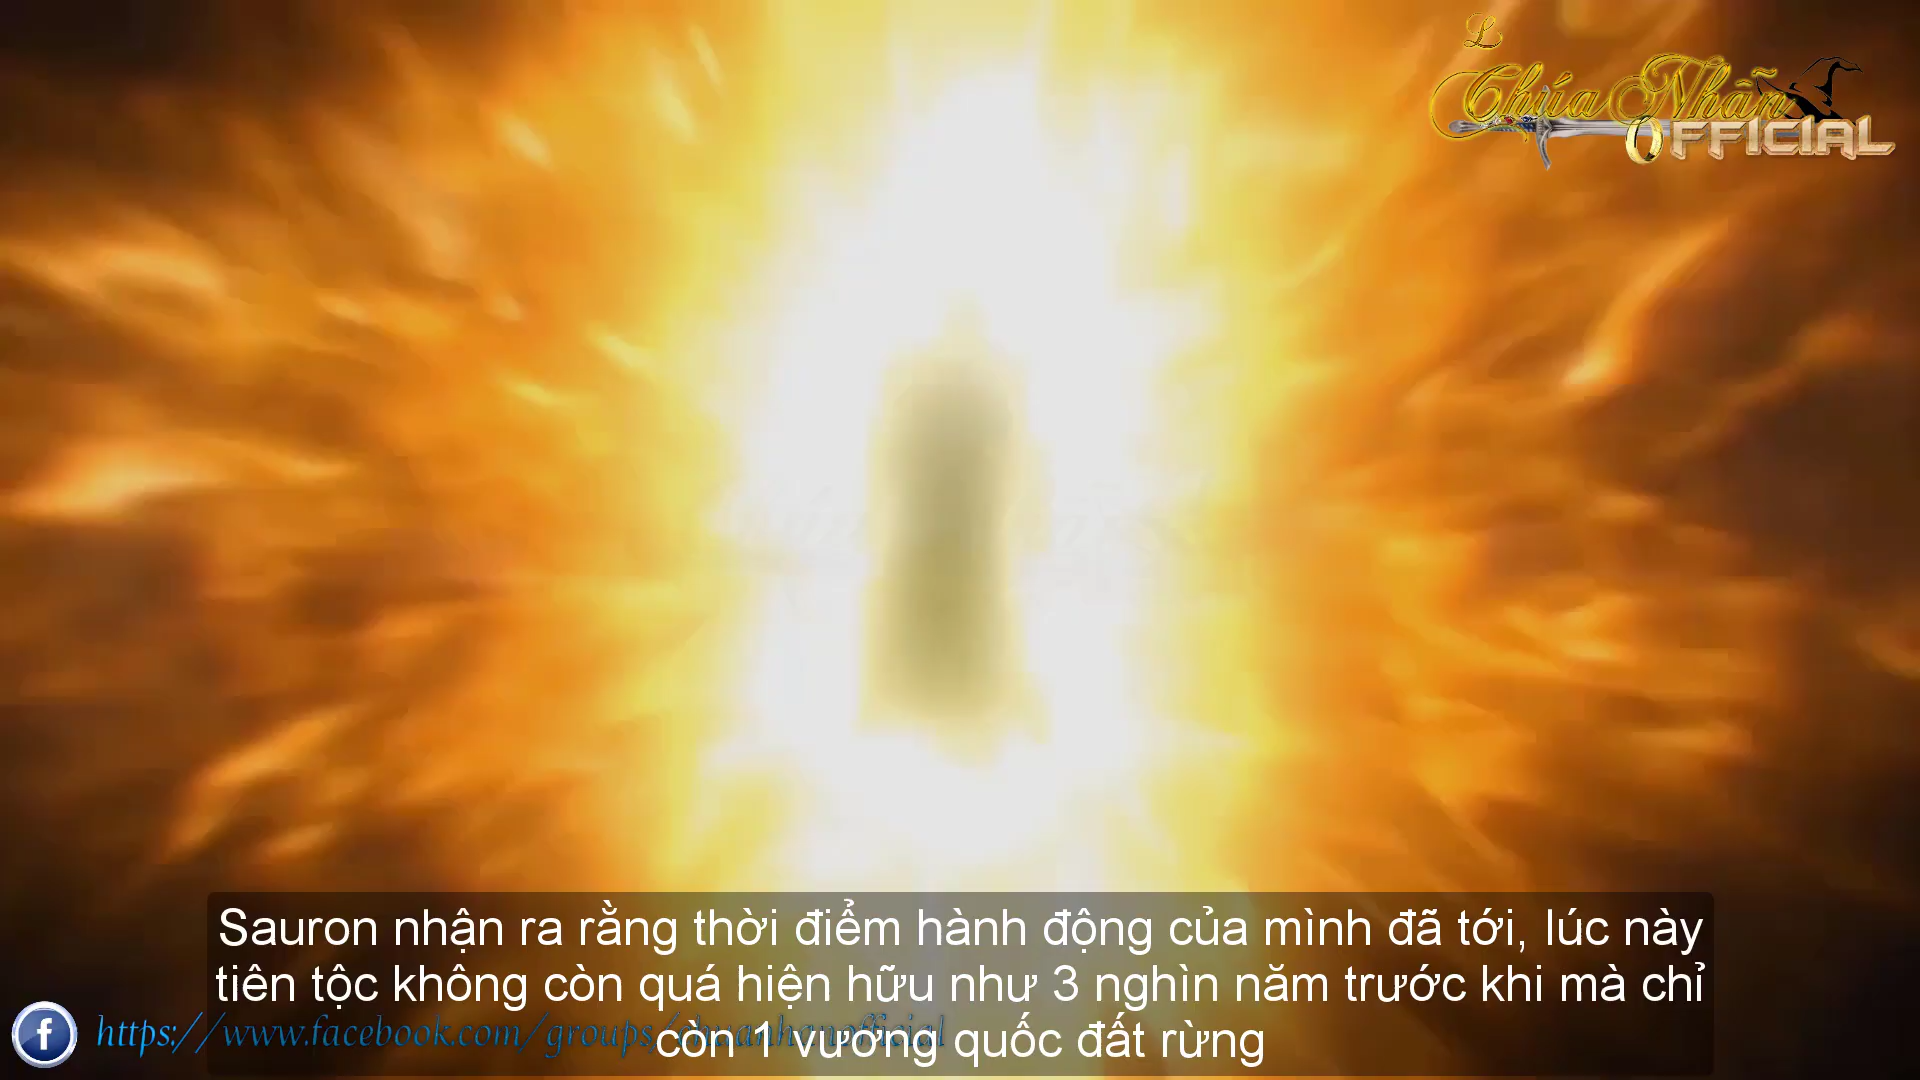 Chúa Nhẫn
OFFICIAL
Sauron nhận ra rằng thời điểm hành động của mình đã tới, lúc này
tiên tộc không còn quá hiện hữu như 3 nghìn năm trước khi mà chỉ
còn 1 vương quốc đất rừng
https://www.facebook.com/groups/chuanhanofficial